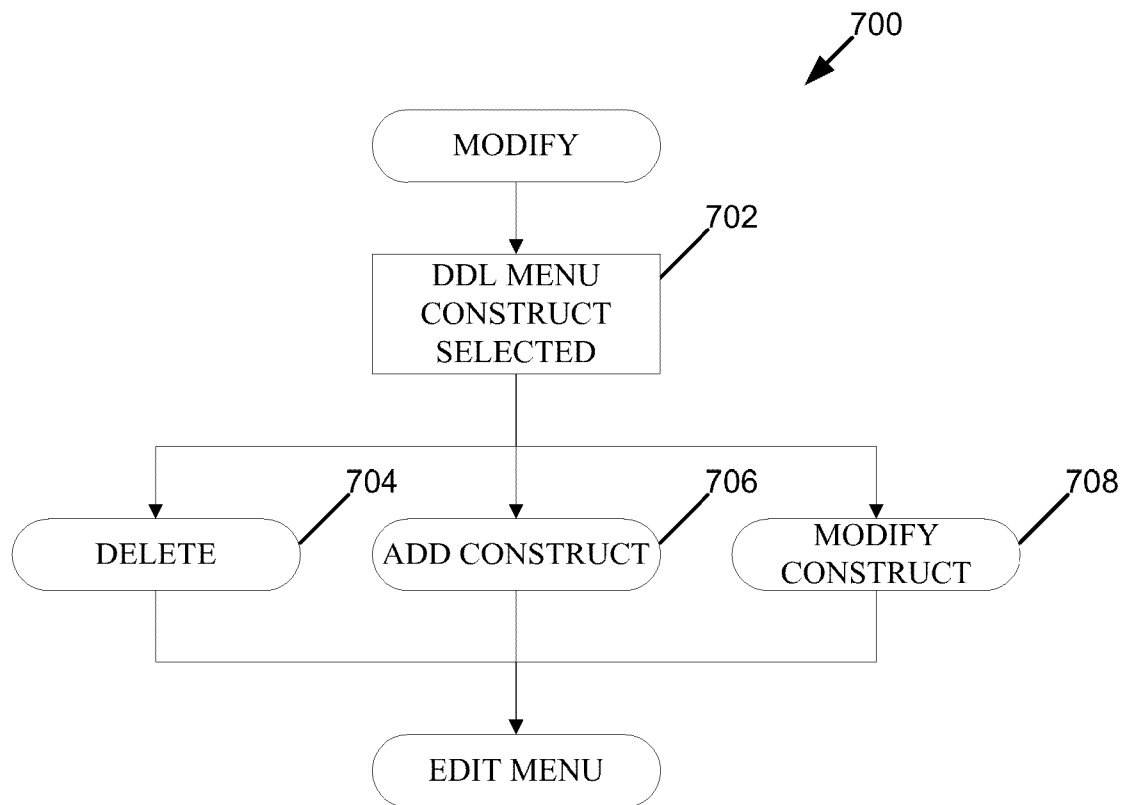 700
MODIFY
702
DDL MENU
CONSTRUCT
SELECTED
704
706
708
DELETE
ADD CONSTRUCT
MODIFY
CONSTRUCT
EDIT MENU